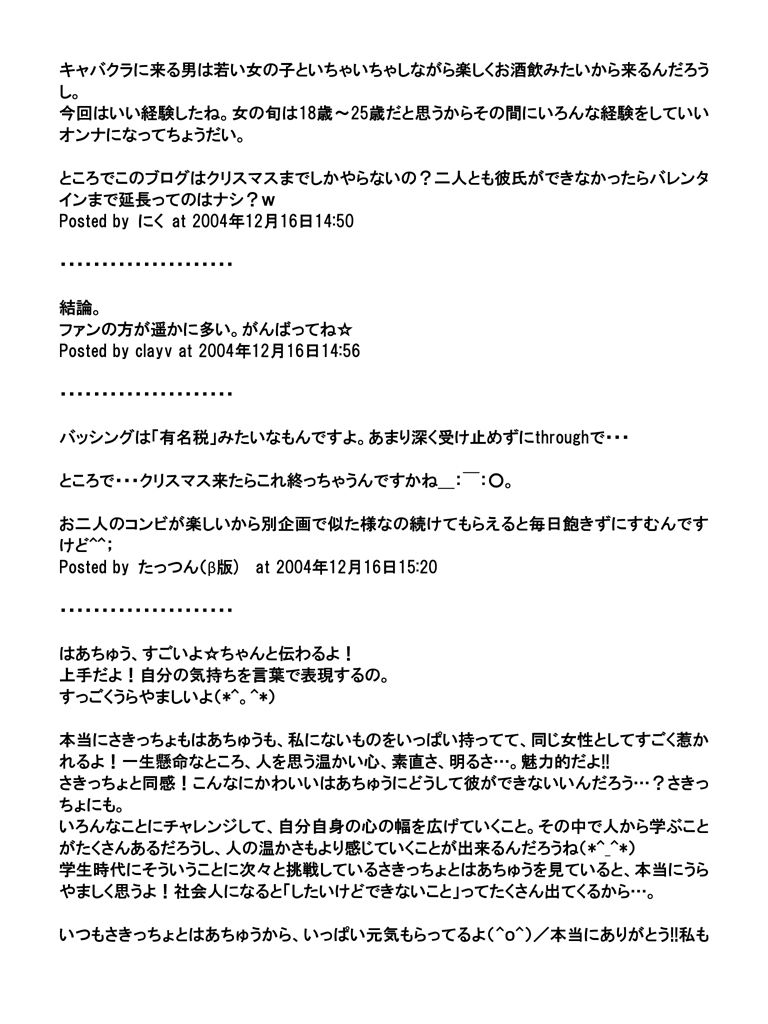 キャバクラに来る男は若い女の子といちゃいちゃしながら楽しくお酒飲みたいから来るんだろう
し。
今回はいい経験したね。女の旬は18歳～25歳だと思うからその間にいろんな経験をしていい
オンナになってちょうだい。
ところでこのブログはクリスマスまでしかやらないの？二人とも彼氏ができなかったらバレンタ
インまで延長ってのはナシ？ｗ
Posted by にく at 2004年12月16日14:50
・・・・・・・・・・・・・・・・・・・・・
結論。
ファンの方が遥かに多い。がんばってね☆
Posted by clayv at 2004年12月16日14:56
・・・・・・・・・・・・・・・・・・・・・
バッシングは「有名税」みたいなもんですよ。あまり深く受け止めずにthroughで・・・
ところで・・・クリスマス来たらこれ終っちゃうんですかね＿：￣：○。
お二人のコンビが楽しいから別企画で似た様なの続けてもらえると毎日飽きずにすむんです
けど^^;
Posted by たっつん（β版） at 2004年12月16日15:20
・・・・・・・・・・・・・・・・・・・・・
はあちゅう、すごいよ☆ちゃんと伝わるよ！
上手だよ！自分の気持ちを言葉で表現するの。
すっごくうらやましいよ（*^。^*）
本当にさきっちょもはあちゅうも、私にないものをいっぱい持ってて、同じ女性としてすごく惹か
れるよ！一生懸命なところ、人を思う温かい心、素直さ、明るさ…。魅力的だよ!!
さきっちょと同感！こんなにかわいいはあちゅうにどうして彼ができないいんだろう…？さきっ
ちょにも。
いろんなことにチャレンジして、自分自身の心の幅を広げていくこと。その中で人から学ぶこと
がたくさんあるだろうし、人の温かさもより感じていくことが出来るんだろうね（*^_^*）
学生時代にそういうことに次々と挑戦しているさきっちょとはあちゅうを見ていると、本当にうら
やましく思うよ！社会人になると「したいけどできないこと」ってたくさん出てくるから…。
いつもさきっちょとはあちゅうから、いっぱい元気もらってるよ（^o^）／本当にありがとう!!私も